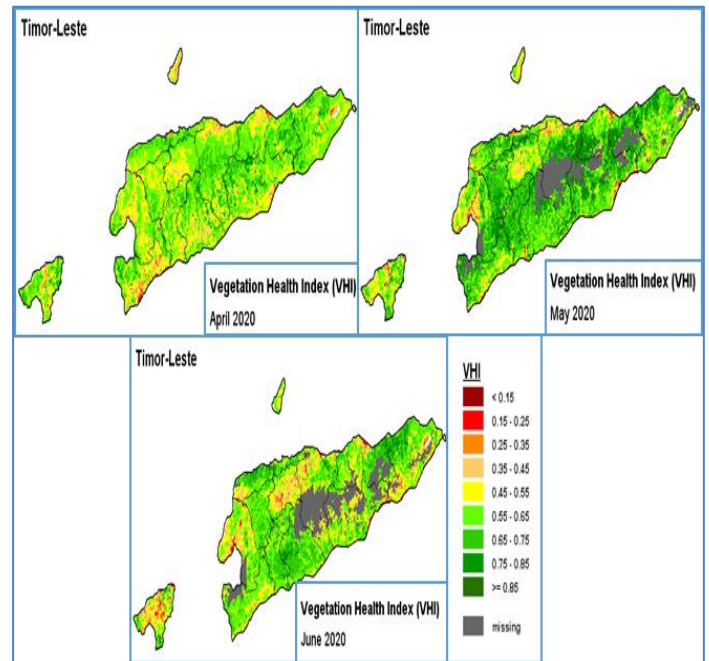 Timor-Leste
Vegetation Health Index (VHI)
April 2020
Timor-Leste
Vegetation Health Index (VHI)
May 2020
Timor-Leste
Vegetation Health Index (VHI)
June 2020
VHI
< 0.15
0.15 - 0.25
0.25 - 0.35
0.35 - 0.45
0.45 - 0.55
0.55 - 0.65
0.65 - 0.75
0.75 - 0.85
>= 0.85
missing